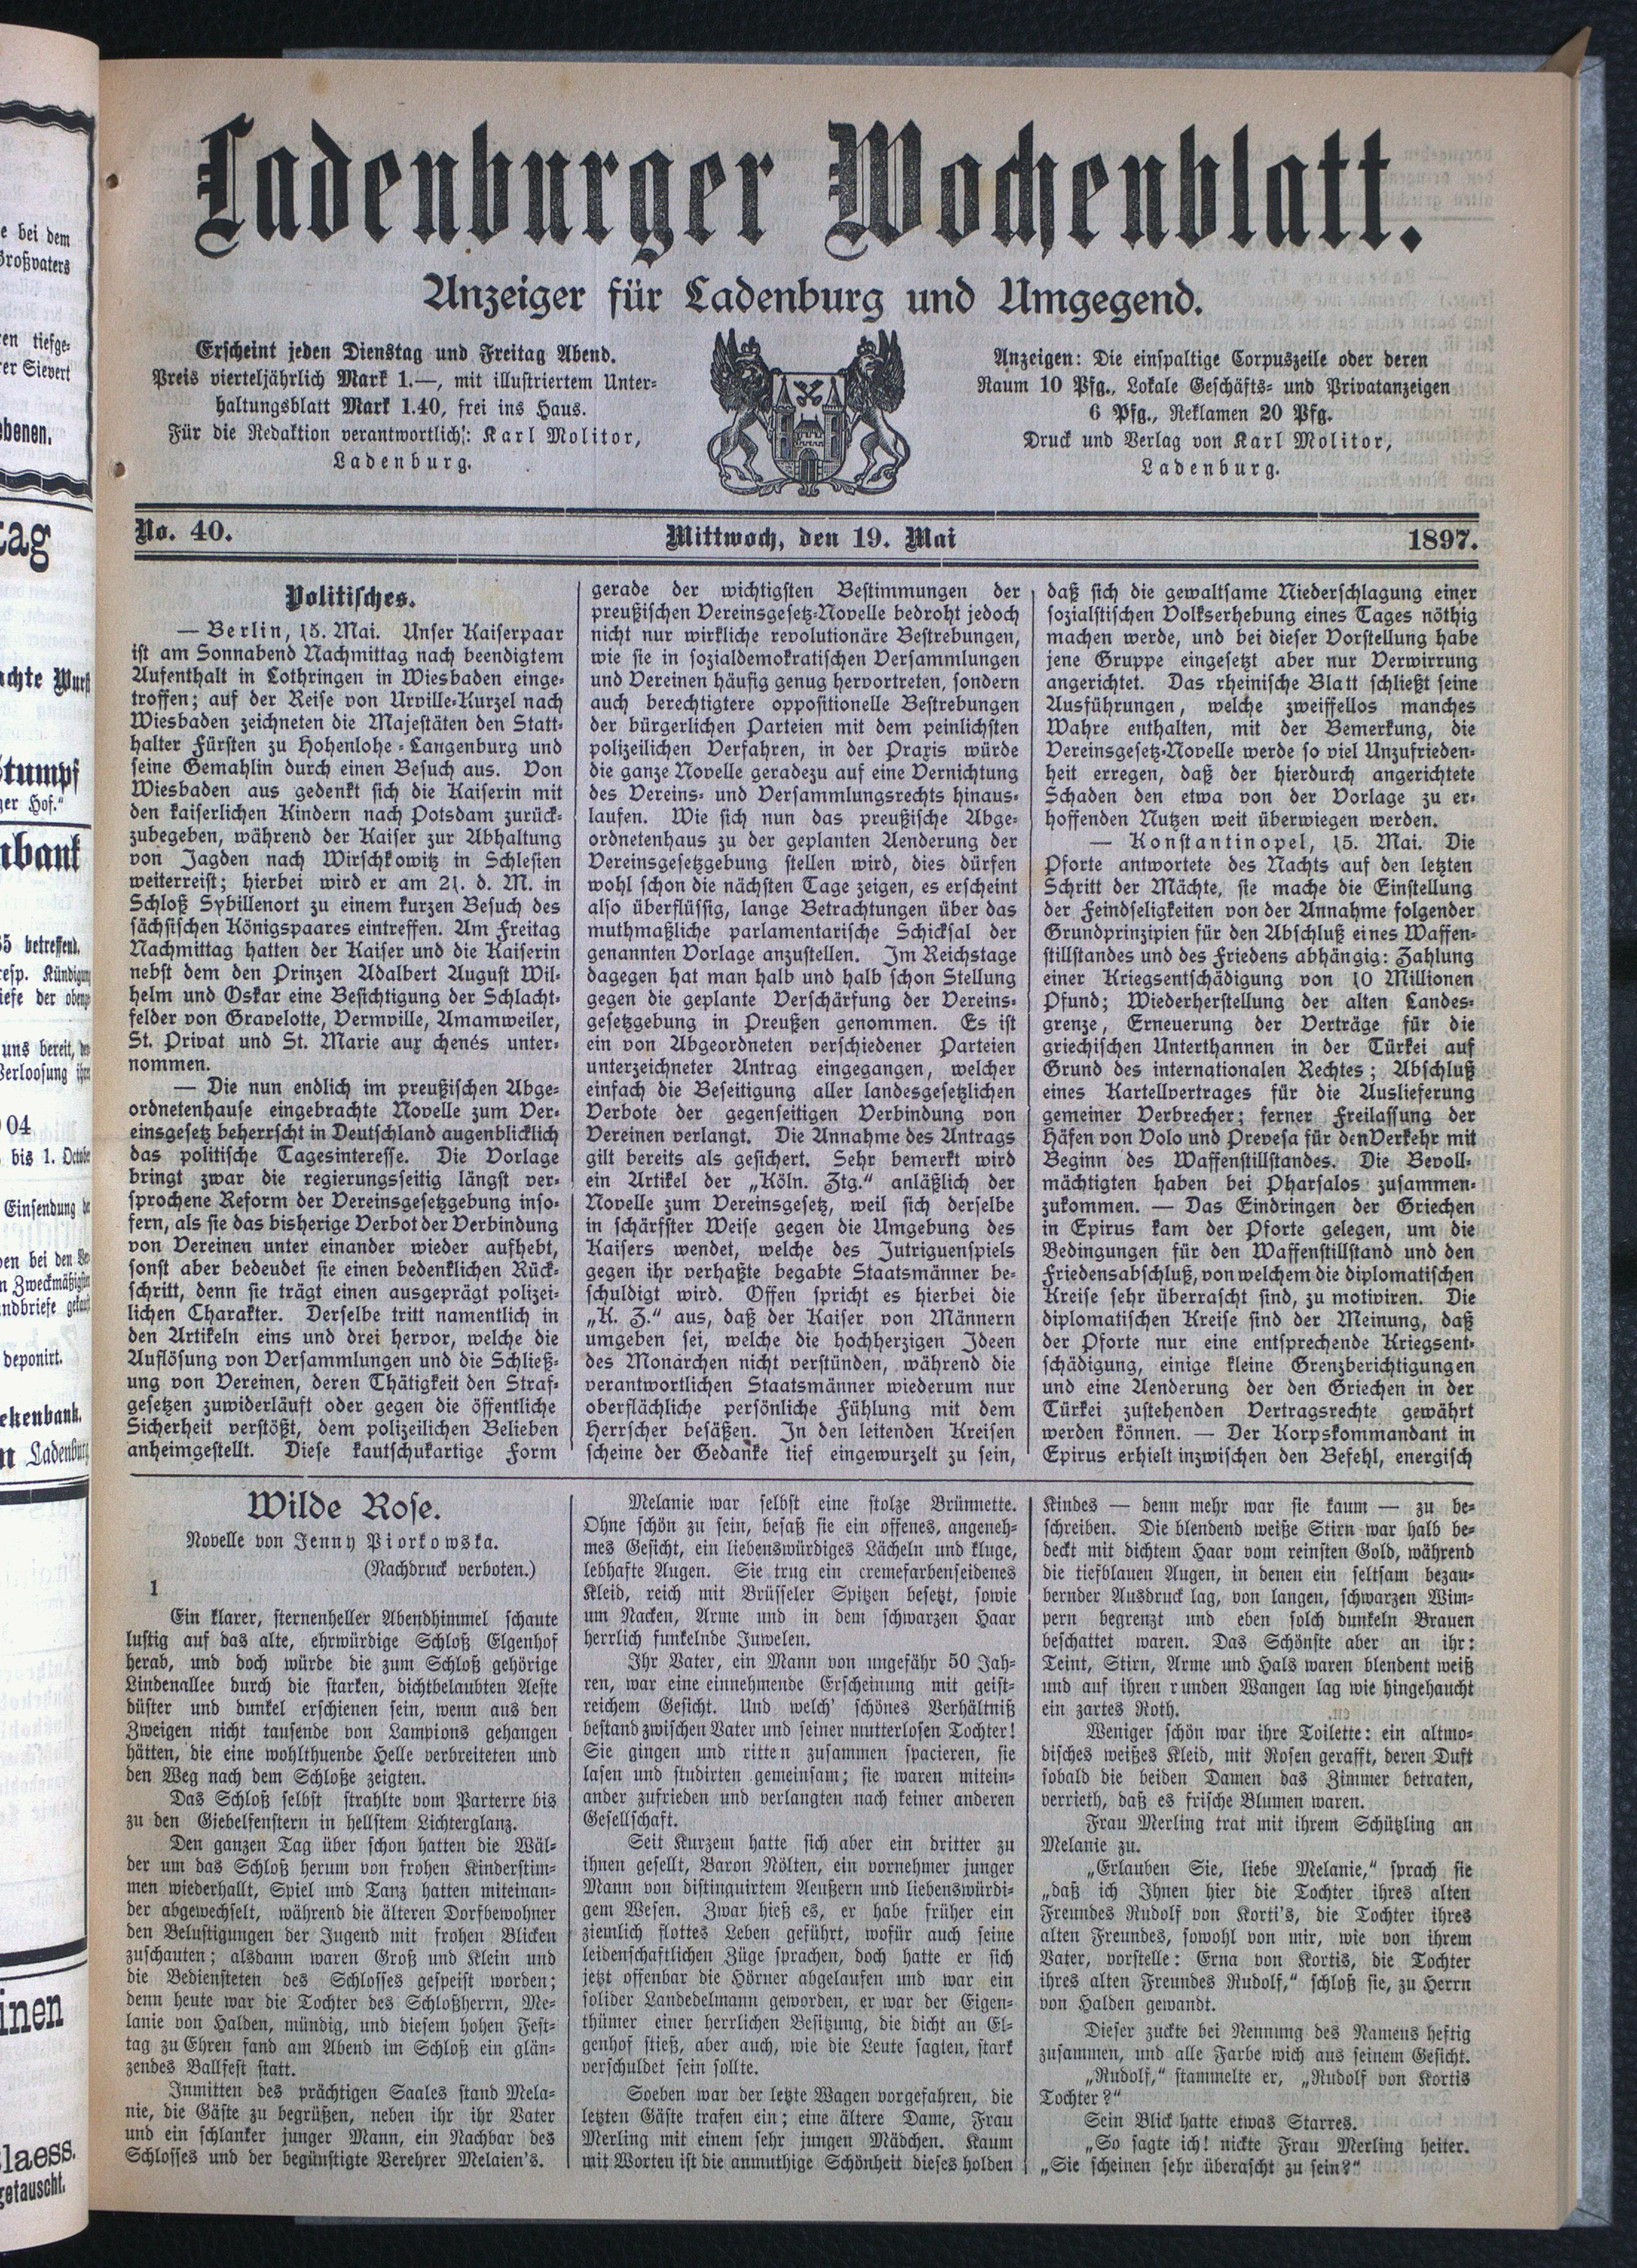 Ladenburger Wochenblatt.
Anzeiger für Ladenburg und Umgegend.
Erscheint jeden Dienstag und Freitag Abend.
Preis vierteljährlich Mark 1.—, mit illustriertem Unter-
haltungsblatt Mark 1.40, frei ins Haus.
Für die Redaktion verantwortlich: Karl Molitor,
Ladenburg.
Anzeigen: Die einspaltige Corpuszeile oder deren
Raum 10 Pfg., Lokale Geschäfts- und Privatanzeigen
6 Pfg., Reklamen 20 Pfg.
Druck und Verlag von Karl Molitor,
Ladenburg.
No. 40.
Mittwoch, den 19. Mai
1897.
Politisches.
— Berlin, 15. Mai. Unser Kaiserpaar
ist am Sonnabend Nachmittag nach beendigtem
Aufenthalt in Lothringen in Wiesbaden einge-
troffen; auf der Reise von Urville-Kurzel nach
Wiesbaden zeichneten die Majestäten den Statt-
halter Fürsten zu Hohenlohe-Langenburg und
seine Gemahlin durch einen Besuch aus. Von
Wiesbaden aus gedenkt sich die Kaiserin mit
den kaiserlichen Kindern nach Potsdam zurück-
zubegeben, während der Kaiser zur Abhaltung
von Jagden nach Wirschkowitz in Schlesien
weiterreist; hierbei wird er am 21. d. M. in
Schloß Sybillenort zu einem kurzen Besuch des
sächsischen Königspaares eintreffen. Am Freitag
Nachmittag hatten der Kaiser und die Kaiserin
nebst dem den Prinzen Adalbert August Wil-
helm und Oskar eine Besichtigung der Schlacht-
felder von Gravelotte, Vermville, Amamweiler,
St. Privat und St. Marie aux chenés unter-
nommen.
— Die nun endlich im preußischen Abge-
ordnetenhause eingebrachte Novelle zum Ver-
einsgesetz beherrscht in Deutschland augenblicklich
das politische Tagesinteresse. Die Vorlage
bringt zwar die regierungsseitig längst ver-
sprochene Reform der Vereinsgesetzgebung inso-
fern, als sie das bisherige Verbot der Verbindung
von Vereinen unter einander wieder aufhebt,
sonst aber bedeudet sie einen bedenklichen Rück-
schritt, denn sie trägt einen ausgeprägt polizei-
lichen Charakter. Derselbe tritt namentlich in
den Artikeln eins und drei hervor, welche die
Auflösung von Versammlungen und die Schließ-
ung von Vereinen, deren Thätigkeit den Straf-
gesetzen zuwiderläuft oder gegen die öffentliche
Sicherheit verstößt, dem polizeilichen Belieben
anheimgestellt. Diese kautschukartige Form
gerade der wichtigsten Bestimmungen der
preußischen Vereinsgesetz-Novelle bedroht jedoch
nicht nur wirkliche revolutionäre Bestrebungen,
wie sie in sozialdemokratischen Versammlungen
und Vereinen häufig genug hervortreten, sondern
auch berechtigtere oppositionelle Bestrebungen
der bürgerlichen Parteien mit dem peinlichsten
polizeilichen Verfahren, in der Praxis würde
die ganze Novelle geradezu auf eine Vernichtung
des Vereins- und Versammlungsrechts hinaus-
laufen. Wie sich nun das preußische Abge-
ordnetenhaus zu der geplanten Aenderung der
Vereinsgesetzgebung stellen wird, dies dürfen
wohl schon die nächsten Tage zeigen, es erscheint
also überflüssig, lange Betrachtungen über das
muthmaßliche parlamentarische Schicksal der
genannten Vorlage anzustellen. Im Reichstage
dagegen hat man halb und halb schon Stellung
gegen die geplante Verschärfung der Vereins-
gesetzgebung in Preußen genommen. Es ist
ein von Abgeordneten verschiedener Parteien
unterzeichneter Antrag eingegangen, welcher
einfach die Beseitigung aller landesgesetzlichen
Verbote der gegenseitigen Verbindung von
Vereinen verlangt. Die Annahme des Antrags
gilt bereits als gesichert. Sehr bemerkt wird
ein Artikel der „Köln. Ztg.“ anläßlich der
Novelle zum Vereinsgesetz, weil sich derselbe
in schärfster Weise gegen die Umgebung des
Kaisers wendet, welche des Jutriguenspiels
gegen ihr verhaßte begabte Staatsmänner be-
schuldigt wird. Offen spricht es hierbei die
„K. Z.“ aus, daß der Kaiser von Männern
umgeben sei, welche die hochherzigen Ideen
des Monarchen nicht verstünden, während die
verantwortlichen Staatsmänner wiederum nur
oberflächliche persönliche Fühlung mit dem
Herrscher besäßen. In den leitenden Kreisen
scheine der Gedanke tief eingewurzelt zu sein,
daß sich die gewaltsame Niederschlagung einer
sozialstischen Volkserhebung eines Tages nöthig
machen werde, und bei dieser Vorstellung habe
jene Gruppe eingesetzt aber nur Verwirrung
angerichtet. Das rheinische Blatt schließt seine
Ausführungen, welche zweiffellos manches
Wahre enthalten, mit der Bemerkung, die
Vereinsgesetz-Novelle werde so viel Unzufrieden-
heit erregen, daß der hierdurch angerichtete
Schaden den etwa von der Vorlage zu er-
hoffenden Nutzen weit überwiegen werden.
— Konstantinopel, 15. Mai. Die
Pforte antwortete des Nachts auf den letzten
Schritt der Mächte, sie mache die Einstellung
der Feindseligkeiten von der Annahme folgender
Grundprinzipien für den Abschluß eines Waffen-
stillstandes und des Friedens abhängig: Zahlung
einer Kriegsentschädigung von 10 Millionen
Pfund; Wiederherstellung der alten Landes-
grenze, Erneuerung der Verträge für die
griechischen Unterthannen in der Türkei auf
Grund des internationalen Rechtes; Abschluß
eines Kartellvertrages für die Auslieferung
gemeiner Verbrecher; ferner Freilassung der
Häfen von Volo und Prevesa für denVerkehr mit
Beginn des Waffenstillstandes. Die Bevoll-
mächtigten haben bei Pharsalos zusammen-
zukommen. — Das Eindringen der Griechen
in Epirus kam der Pforte gelegen, um die
Bedingungen für den Waffenstillstand und den
Friedensabschluß, von welchem die diplomatischen
Kreise sehr überrascht sind, zu motiviren. Die
diplomatischen Kreise sind der Meinung, daß
der Pforte nur eine entsprechende Kriegsent-
schädigung, einige kleine Grenzberichtigungen
und eine Aenderung der den Griechen in der
Türkei zustehenden Vertragsrechte gewährt
werden können. — Der Korpskommandant in
Epirus erhielt inzwischen den Befehl, energisch
Wilde Rose.
Novelle von Jenny Piorkowska.
(Nachdruck verboten.)
1
Ein klarer, sternenheller Abendhimmel schaute
lustig auf das alte, ehrwürdige Schloß Elgenhof
herab, und doch würde die zum Schloß gehörige
Lindenallee durch die starken, dichtbelaubten Aeste
düster und dunkel erschienen sein, wenn aus den
Zweigen nicht tausende von Lampions gehangen
hätten, die eine wohlthuende Helle verbreiteten und
den Weg nach dem Schloße zeigten.
Das Schloß selbst strahlte vom Parterre bis
zu den Giebelfenstern in hellstem Lichterglanz.
Den ganzen Tag über schon hatten die Wäl-
der um das Schloß herum von frohen Kinderstim-
men wiederhallt, Spiel und Tanz hatten miteinan-
der abgewechselt, während die älteren Dorfbewohner
den Belustigungen der Jugend mit frohen Blicken
zuschauten; alsdann waren Groß und Klein und
die Bediensteten des Schlosses gespeist worden;
denn heute war die Tochter des Schloßherrn, Me-
lanie von Halden, mündig, und diesem hohen Fest-
tag zu Ehren fand am Abend im Schloß ein glän-
zendes Ballfest statt.
Inmitten des prächtigen Saales stand Mela-
nie, die Gäste zu begrüßen, neben ihr ihr Vater
und ein schlanker junger Mann, ein Nachbar des
Schlosses und der begünstigte Verehrer Melaien's.
Melanie war selbst eine stolze Brünnette.
Ohne schön zu sein, besaß sie ein offenes, angeneh-
mes Gesicht, ein liebenswürdiges Lächeln und kluge,
lebhafte Augen. Sie trug ein cremefarbenseidenes
Kleid, reich mit Brüsseler Spitzen besetzt, sowie
um Nacken, Arme und in dem schwarzen Haar
herrlich funkelnde Juwelen.
Ihr Vater, ein Mann von ungefähr 50 Jah-
ren, war eine einnehmende Erscheinung mit geist-
reichem Gesicht. Und welch' schönes Verhältniß
bestand zwischen Vater und seiner mutterlosen Tochter!
Sie gingen und ritten zusammen spacieren, sie
lasen und studirten gemeinsam; sie waren mitein-
ander zufrieden und verlangten nach keiner anderen
Gesellschaft.
Seit Kurzem hatte sich aber ein dritter zu
ihnen gesellt, Baron Nölten, ein vornehmer junger
Mann von distinguirtem Aeußern und liebenswürdi-
gem Wesen. Zwar hieß es, er habe früher ein
ziemlich flottes Leben geführt, wofür auch seine
leidenschaftlichen Züge sprachen, doch hatte er sich
jetzt offenbar die Hörner abgelaufen und war ein
solider Landedelmann geworden, er war der Eigen-
thümer einer herrlichen Besitzung, die dicht an El-
genhof stieß, aber auch, wie die Leute sagten, stark
verschuldet sein sollte.
Soeben war der letzte Wagen vorgefahren, die
letzten Gäste trafen ein; eine ältere Dame, Frau
Merling mit einem sehr jungen Mädchen. Kaum
mit Worten ist die anmuthige Schönheit dieses holden
Kindes — denn mehr war sie kaum — zu be-
schreiben. Die blendend weiße Stirn war halb be-
deckt mit dichtem Haar vom reinsten Gold, während
die tiefblauen Augen, in denen ein seltsam bezau-
bernder Ausdruck lag, von langen, schwarzen Wim-
pern begrenzt und eben solch dunkeln Brauen
beschattet waren. Das Schönste aber an ihr:
Teint, Stirn, Arme und Hals waren blendent weiß
und auf ihren runden Wangen lag wie hingehaucht
ein zartes Roth.
Weniger schön war ihre Toilette: ein altmo-
disches weißes Kleid, mit Rosen gerafft, deren Duft
sobald die beiden Damen das Zimmer betraten,
verrieth, daß es frische Blumen waren.
Frau Merling trat mit ihrem Schützling an
Melanie zu.
„Erlauben Sie, liebe Melanie,“ sprach sie
„daß ich Ihnen hier die Tochter ihres alten
Freundes Rudolf von Korti's, die Tochter ihres
alten Freundes, sowohl von mir, wie von ihrem
Vater, vorstelle: Erna von Kortis, die Tochter
ihres alten Freundes Rudolf,“ schloß sie, zu Herrn
von Halden gewandt.
Dieser zuckte bei Nennung des Namens heftig
zusammen, und alle Farbe wich aus seinem Gesicht.
„Rudolf,“ stammelte er, „Rudolf von Kortis
Tochter?“
Sein Blick hatte etwas Starres.
„So sagte ich! nickte Frau Merling heiter.
„Sie scheinen sehr überascht zu sein?“